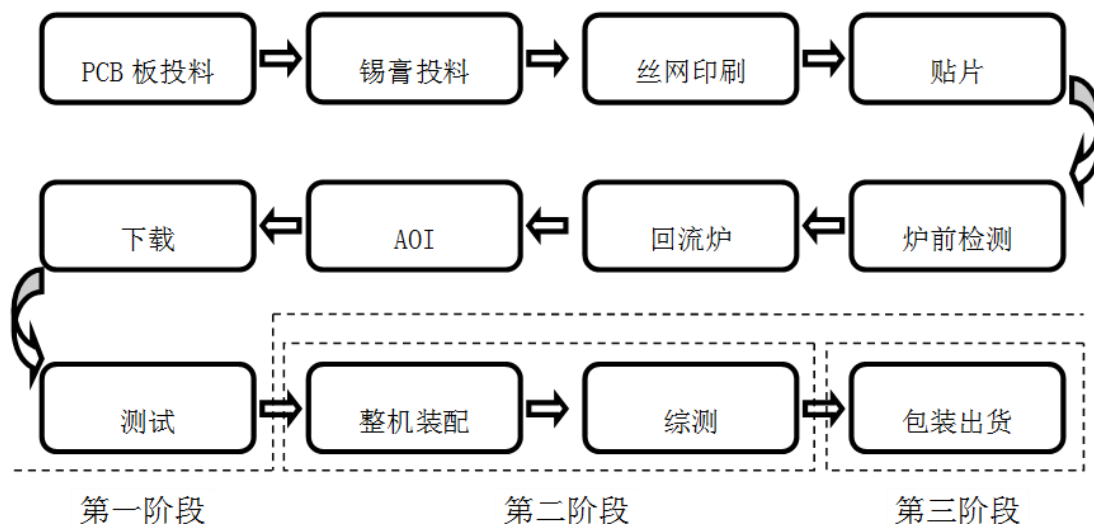 PCB 板投料
锡膏投料
丝网印刷
贴片
下载
AOI
回流炉
炉前检测
测试
整机装配
综测
包装出货
第一阶段
第二阶段
第三阶段